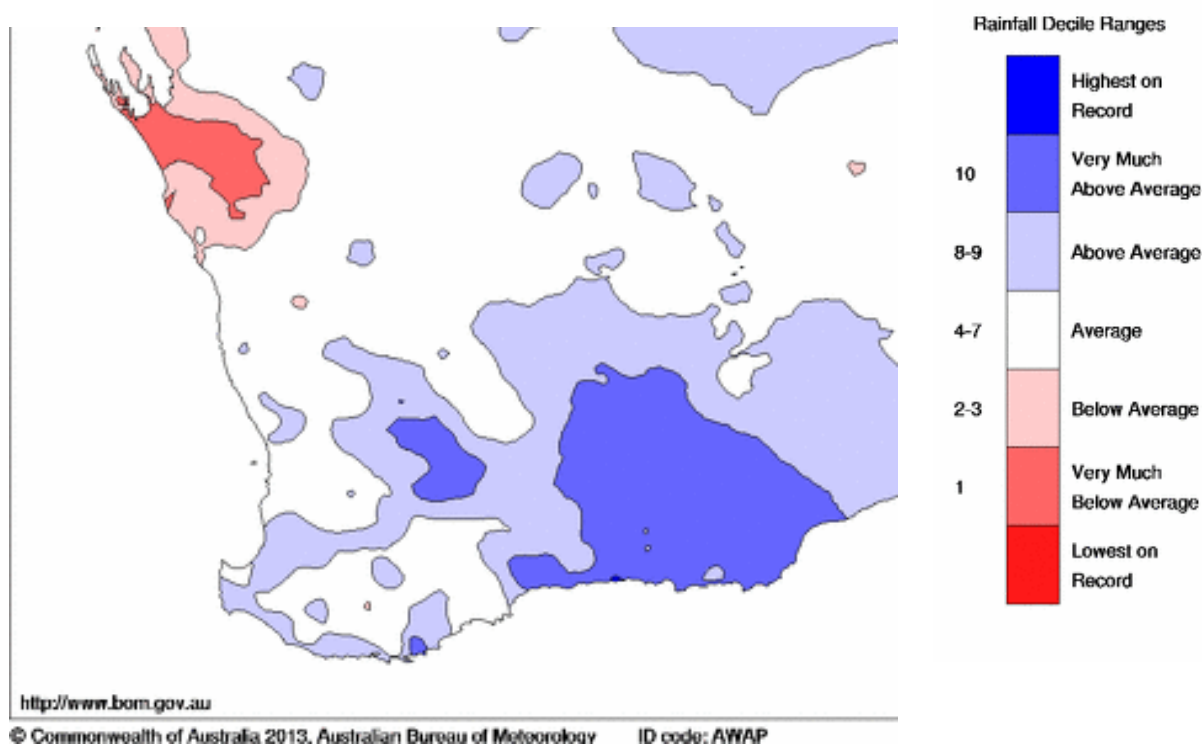 Rainfall Decile Ranges
Highest on
Record
10
Very Much
Above Average
8-9
Above Average
4-7
Average
2-3
Below Average
1
Very Much
Below Average
Lowest on
Record
http://www.bom.gov.au
© Commonwealth of Australia 2013, Australian Bureau of Meteorology ID code: AWAP